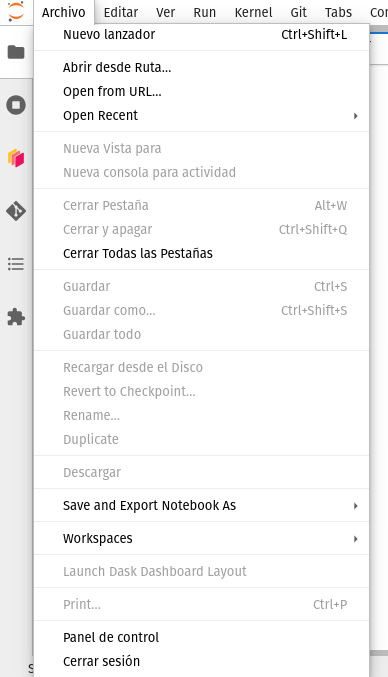 Archivo Editar Ver Run Kernel Git Tabs
Nuevo lanzador Ctrl+Shift+L
Abrir desde Ruta...
Open from URL...
Open Recent
Nueva Vista para
Nueva consola para actividad
Cerrar Pestaña Alt+W
Cerrar y apagar Ctrl+Shift+Q
Cerrar Todas las Pestañas
Guardar Ctrl+S
Guardar como... Ctrl+Shift+S
Guardar todo
Recargar desde el Disco
Revert to Checkpoint...
Rename...
Duplicate
Descargar
Save and Export Notebook As
Workspaces
Launch Dask Dashboard Layout
Print... Ctrl+P
Panel de control
Cerrar sesión